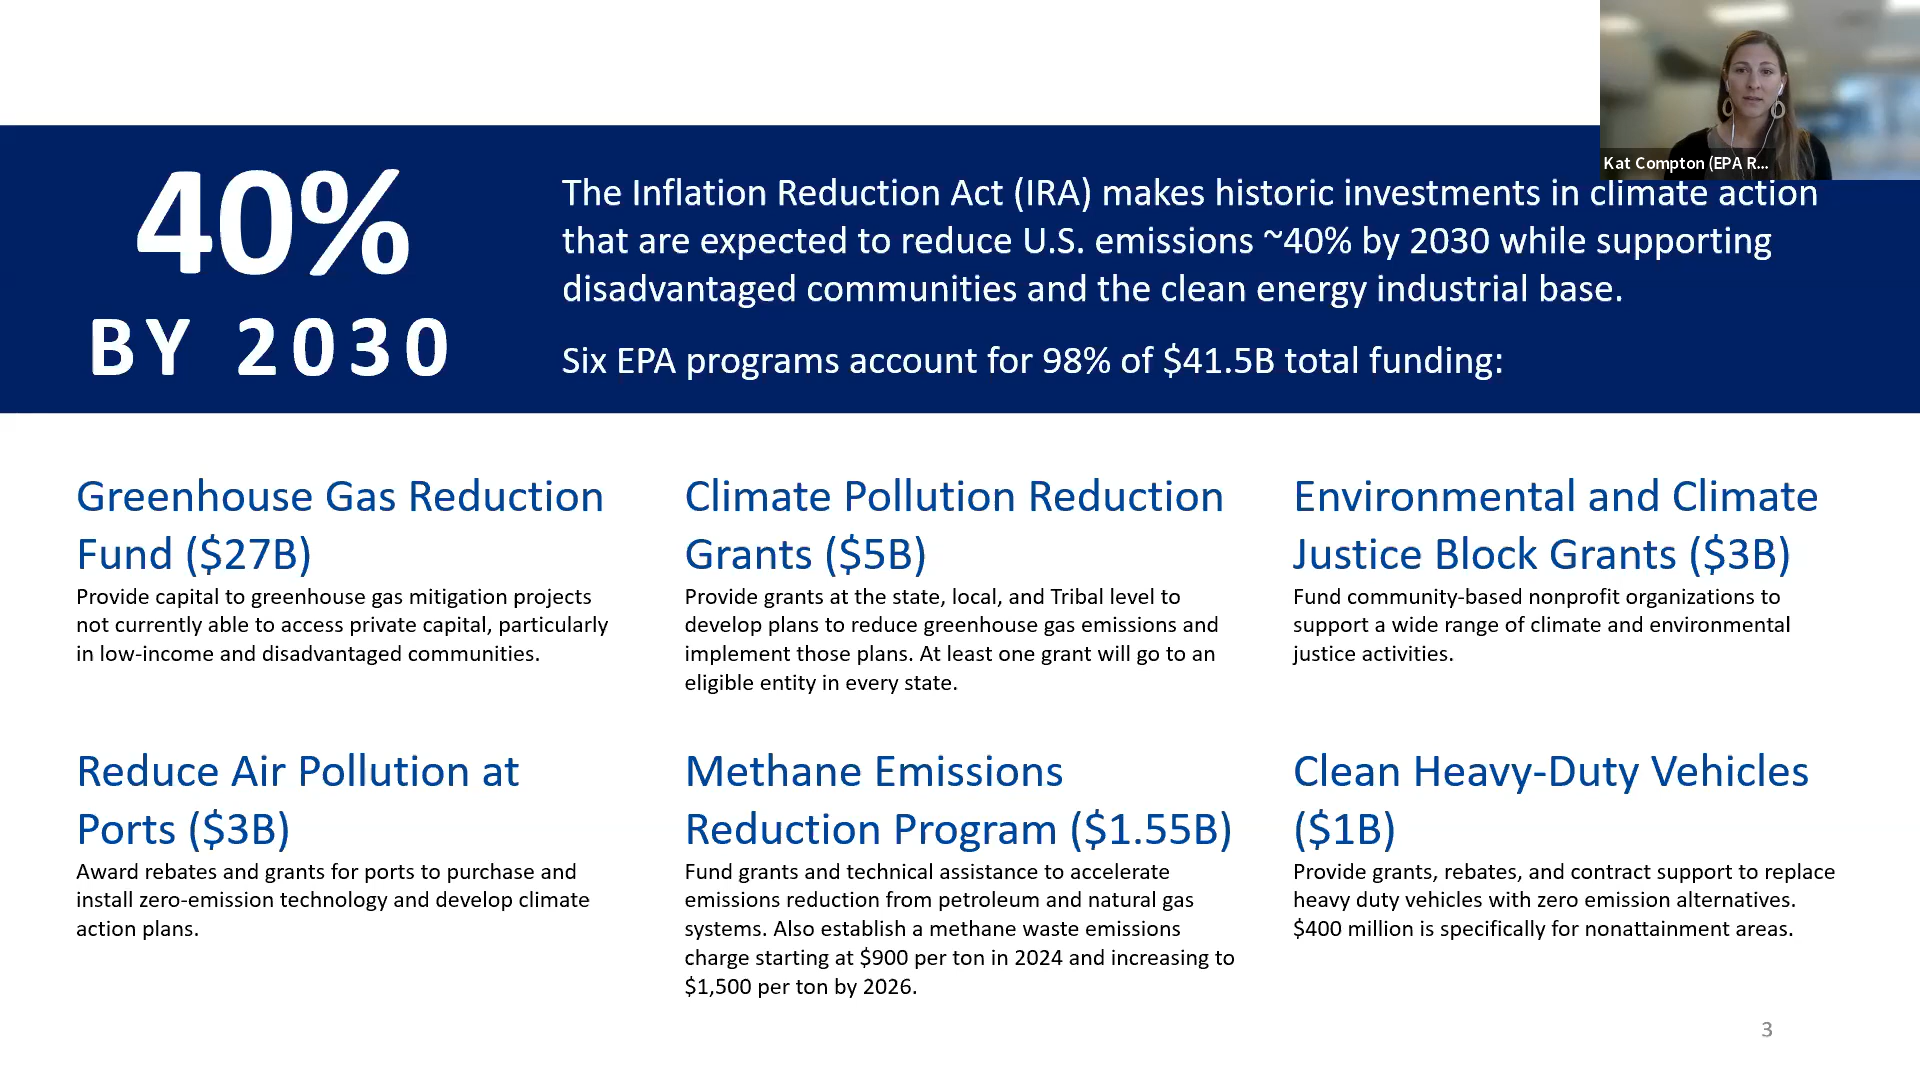 Kat Compton (EPA R...
40%
BY 2030
The Inflation Reduction Act (IRA) makes historic investments in climate action
that are expected to reduce U.S. emissions ~40% by 2030 while supporting
disadvantaged communities and the clean energy industrial base.
Six EPA programs account for 98% of $41.5B total funding:
Greenhouse Gas Reduction
Fund ($27B)
Provide capital to greenhouse gas mitigation projects
not currently able to access private capital, particularly
in low-income and disadvantaged communities.
Climate Pollution Reduction
Grants ($5B)
Provide grants at the state, local, and Tribal level to
develop plans to reduce greenhouse gas emissions and
implement those plans. At least one grant will go to an
eligible entity in every state.
Environmental and Climate
Justice Block Grants ($3B)
Fund community-based nonprofit organizations to
support a wide range of climate and environmental
justice activities.
Reduce Air Pollution at
Ports ($3B)
Award rebates and grants for ports to purchase and
install zero-emission technology and develop climate
action plans.
Methane Emissions
Reduction Program ($1.55B)
Fund grants and technical assistance to accelerate
emissions reduction from petroleum and natural gas
systems. Also establish a methane waste emissions
charge starting at $900 per ton in 2024 and increasing to
$1,500 per ton by 2026.
Clean Heavy-Duty Vehicles
($1B)
Provide grants, rebates, and contract support to replace
heavy duty vehicles with zero emission alternatives.
$400 million is specifically for nonattainment areas.
3